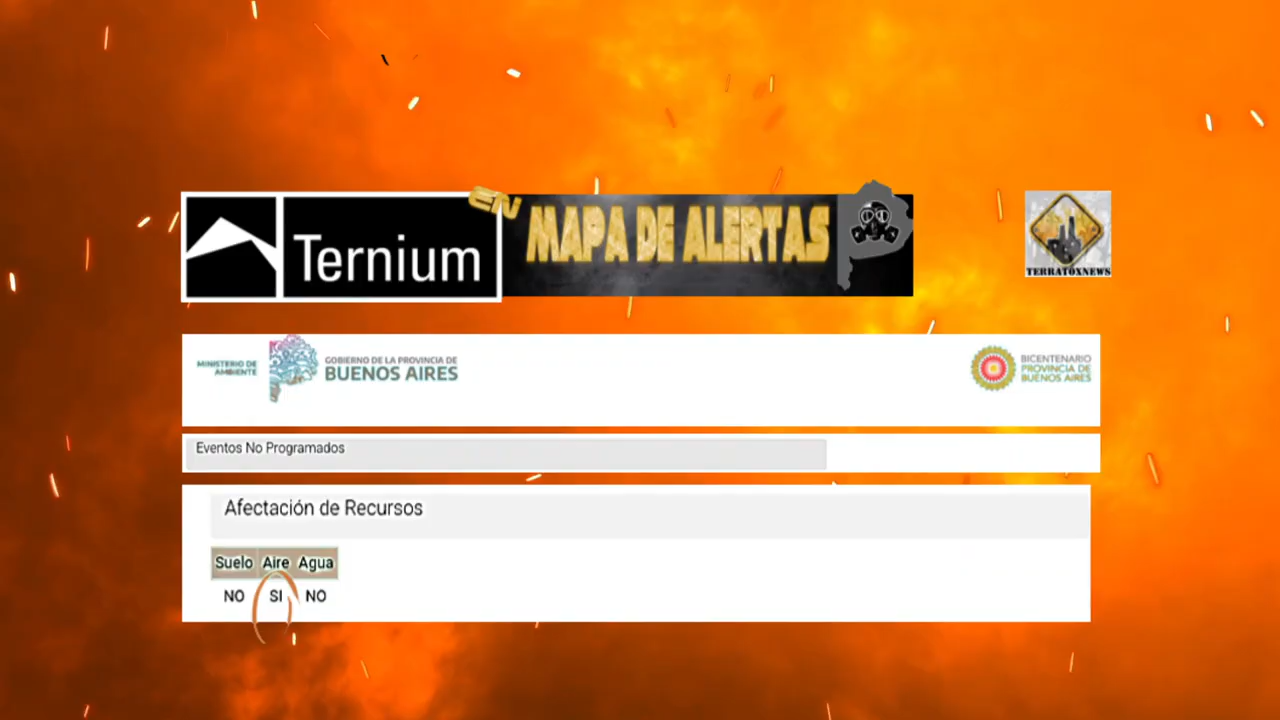 Ternium
EN
MAPA DE ALERTAS
TERRATOXNEWS
MINISTERIO DE
AMBIENTE
GOBIERNO DE LA PROVINCIA DE
BUENOS AIRES
BICENTENARIO
PROVINCIA DE
BUENOS AIRES
Eventos No Programados
Afectación de Recursos
Suelo Aire Agua
NO SI NO